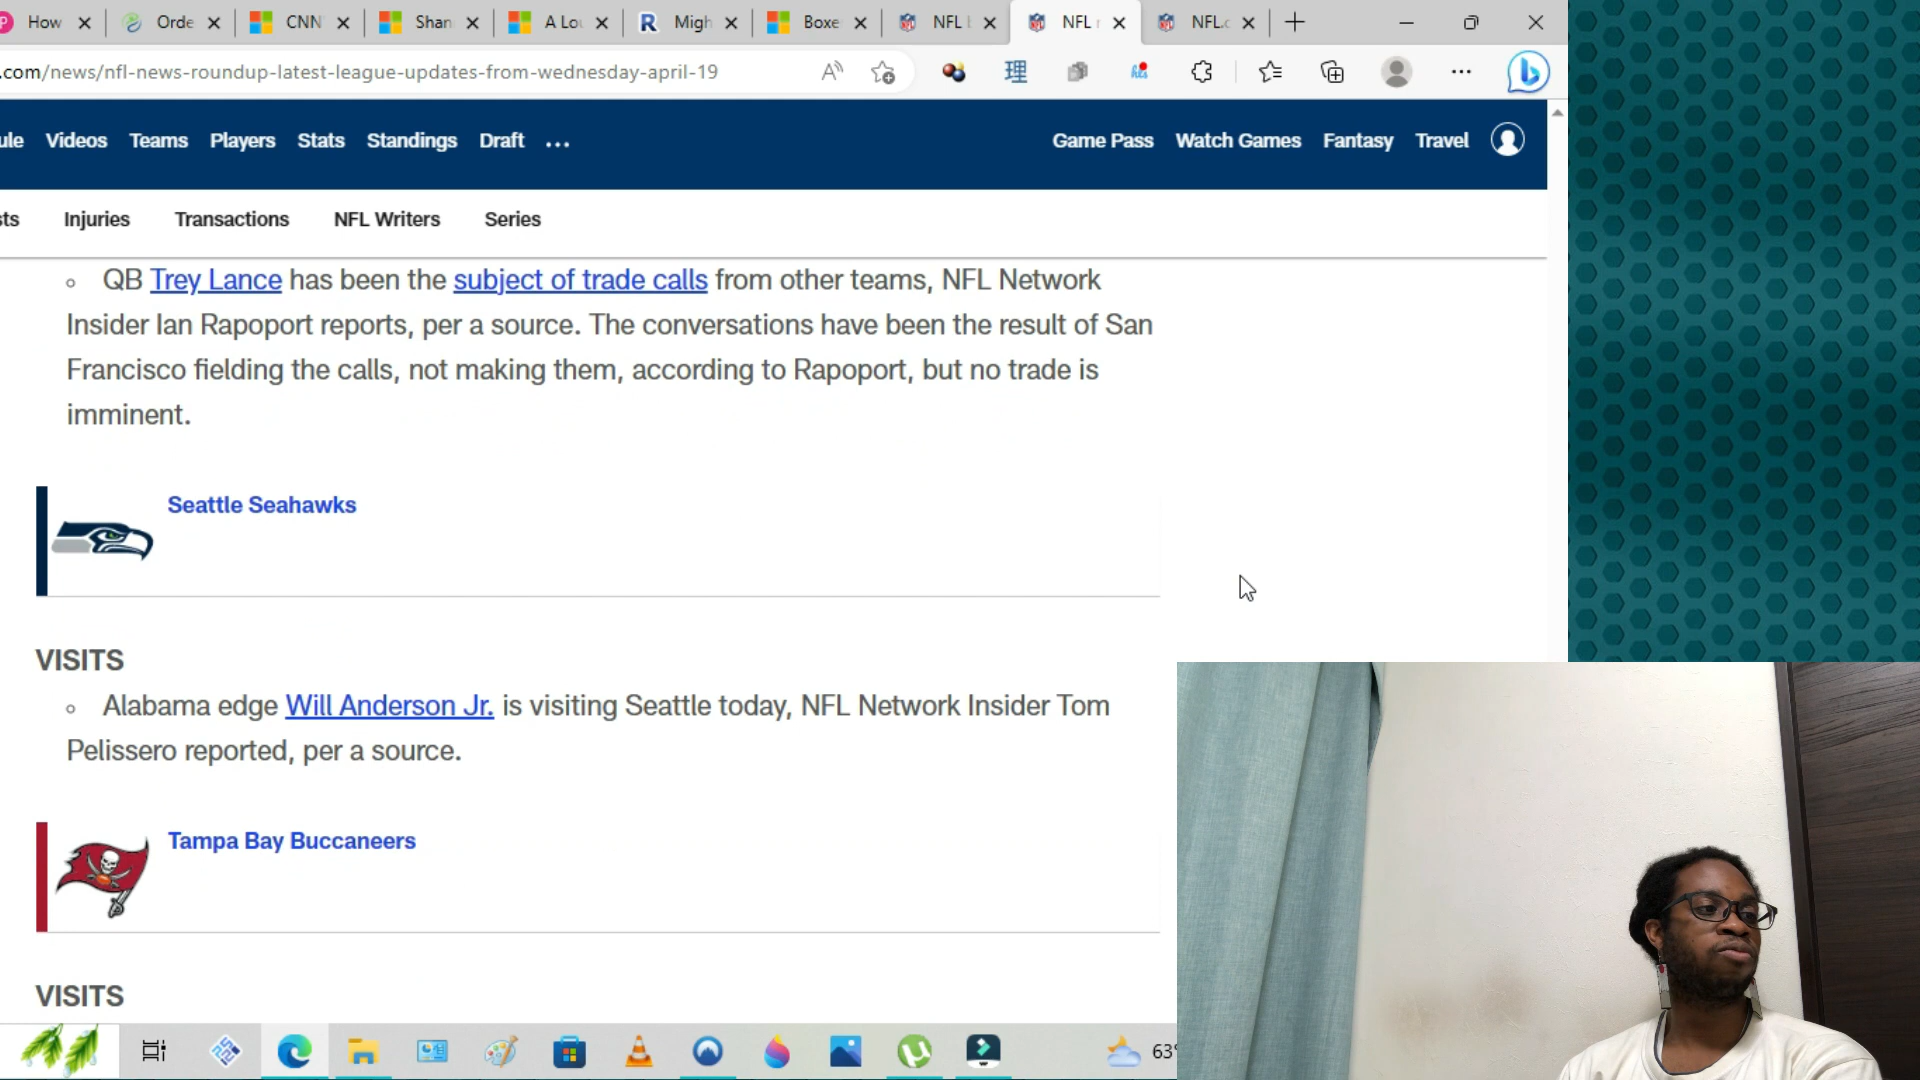 How
Orde
CNN
Shan
A Lo
Migh
Boxe
NFL
NFL
NFL.
.com/news/nfl-news-roundup-latest-league-updates-from-wednesday-april-19
理
ule Videos Teams Players Stats Standings Draft ...
Game Pass Watch Games Fantasy Travel
sts Injuries Transactions NFL Writers Series
QB Trey Lance has been the subject of trade calls from other teams, NFL Network
Insider Ian Rapoport reports, per a source. The conversations have been the result of San
Francisco fielding the calls, not making them, according to Rapoport, but no trade is
imminent.
Seattle Seahawks
VISITS
Alabama edge Will Anderson Jr. is visiting Seattle today, NFL Network Insider Tom
Pelissero reported, per a source.
Tampa Bay Buccaneers
VISITS
63°